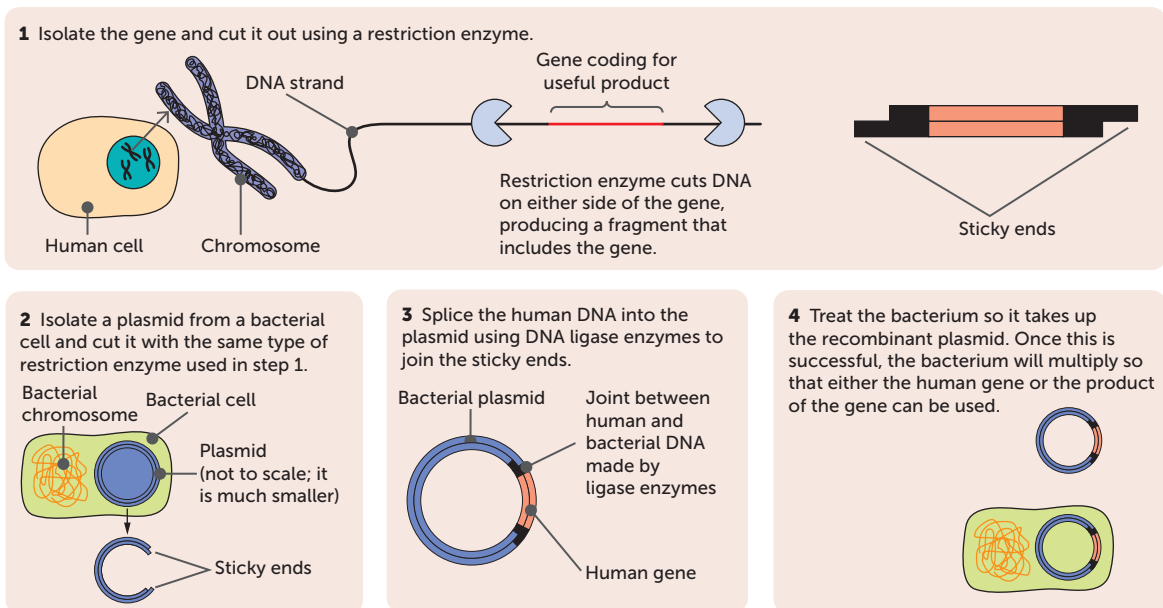 1 Isolate the gene and cut it out using a restriction enzyme.
DNA strand
Gene coding for
useful product
Restriction enzyme cuts DNA
on either side of the gene,
producing a fragment that
includes the gene.
Sticky ends
Human cell
Chromosome
2 Isolate a plasmid from a bacterial
cell and cut it with the same type of
restriction enzyme used in step 1.
Bacterial
chromosome
Bacterial cell
Plasmid
(not to scale; it
is much smaller)
Sticky ends
3 Splice the human DNA into the
plasmid using DNA ligase enzymes to
join the sticky ends.
Bacterial plasmid
Joint between
human and
bacterial DNA
made by
ligase enzymes
Human gene
4 Treat the bacterium so it takes up
the recombinant plasmid. Once this is
successful, the bacterium will multiply so
that either the human gene or the product
of the gene can be used.